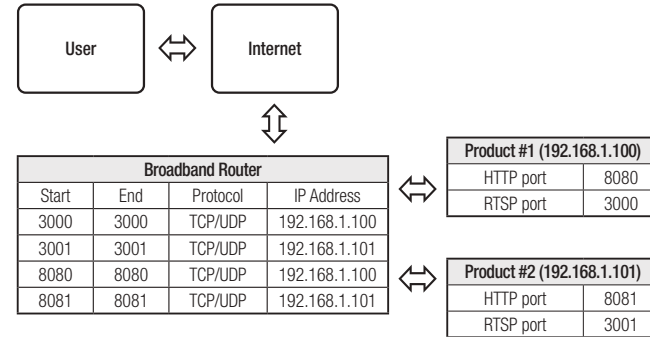 User
Internet
Broadband Router
Start End Protocol IP Address
3000 3000 TCP/UDP 192.168.1.100
3001 3001 TCP/UDP 192.168.1.101
8080 8080 TCP/UDP 192.168.1.100
8081 8081 TCP/UDP 192.168.1.101
Product #1 (192.168.1.100)
HTTP port 8080
RTSP port 3000
Product #2 (192.168.1.101)
HTTP port 8081
RTSP port 3001